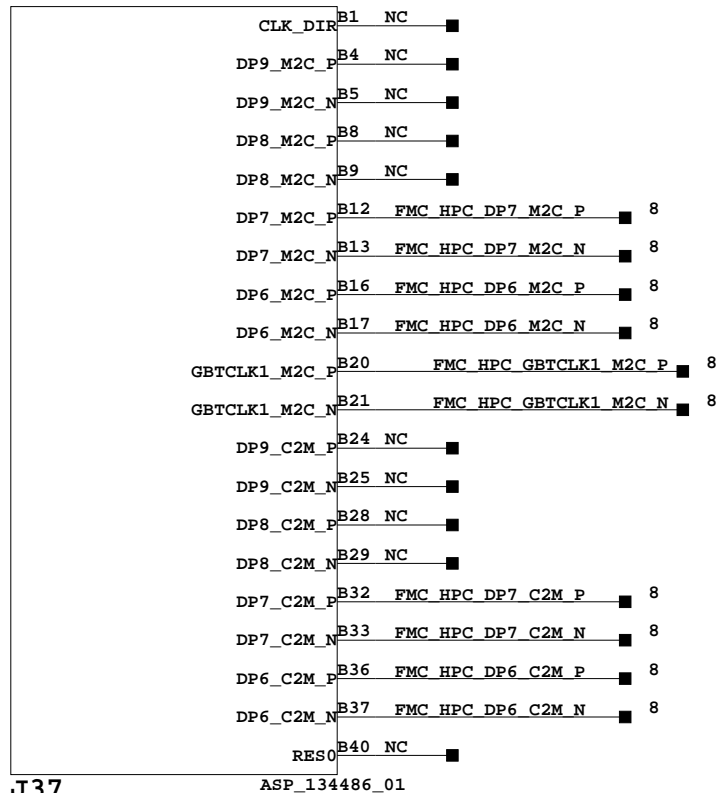 CLK_DIR B1 NC
DP9_M2C_P B4 NC
DP9_M2C_N B5 NC
DP8_M2C_P B8 NC
DP8_M2C_N B9 NC
DP7_M2C_P B12 FMC_HPC_DP7_M2C_P 8
DP7_M2C_N B13 FMC_HPC_DP7_M2C_N 8
DP6_M2C_P B16 FMC_HPC_DP6_M2C_P 8
DP6_M2C_N B17 FMC_HPC_DP6_M2C_N 8
GBTCLK1_M2C_P B20 FMC_HPC_GBTCLK1_M2C_P 8
GBTCLK1_M2C_N B21 FMC_HPC_GBTCLK1_M2C_N 8
DP9_C2M_P B24 NC
DP9_C2M_N B25 NC
DP8_C2M_P B28 NC
DP8_C2M_N B29 NC
DP7_C2M_P B32 FMC_HPC_DP7_C2M_P 8
DP7_C2M_N B33 FMC_HPC_DP7_C2M_N 8
DP6_C2M_P B36 FMC_HPC_DP6_C2M_P 8
DP6_C2M_N B37 FMC_HPC_DP6_C2M_N 8
RES0 B40 NC
J37 ASP_134486_01